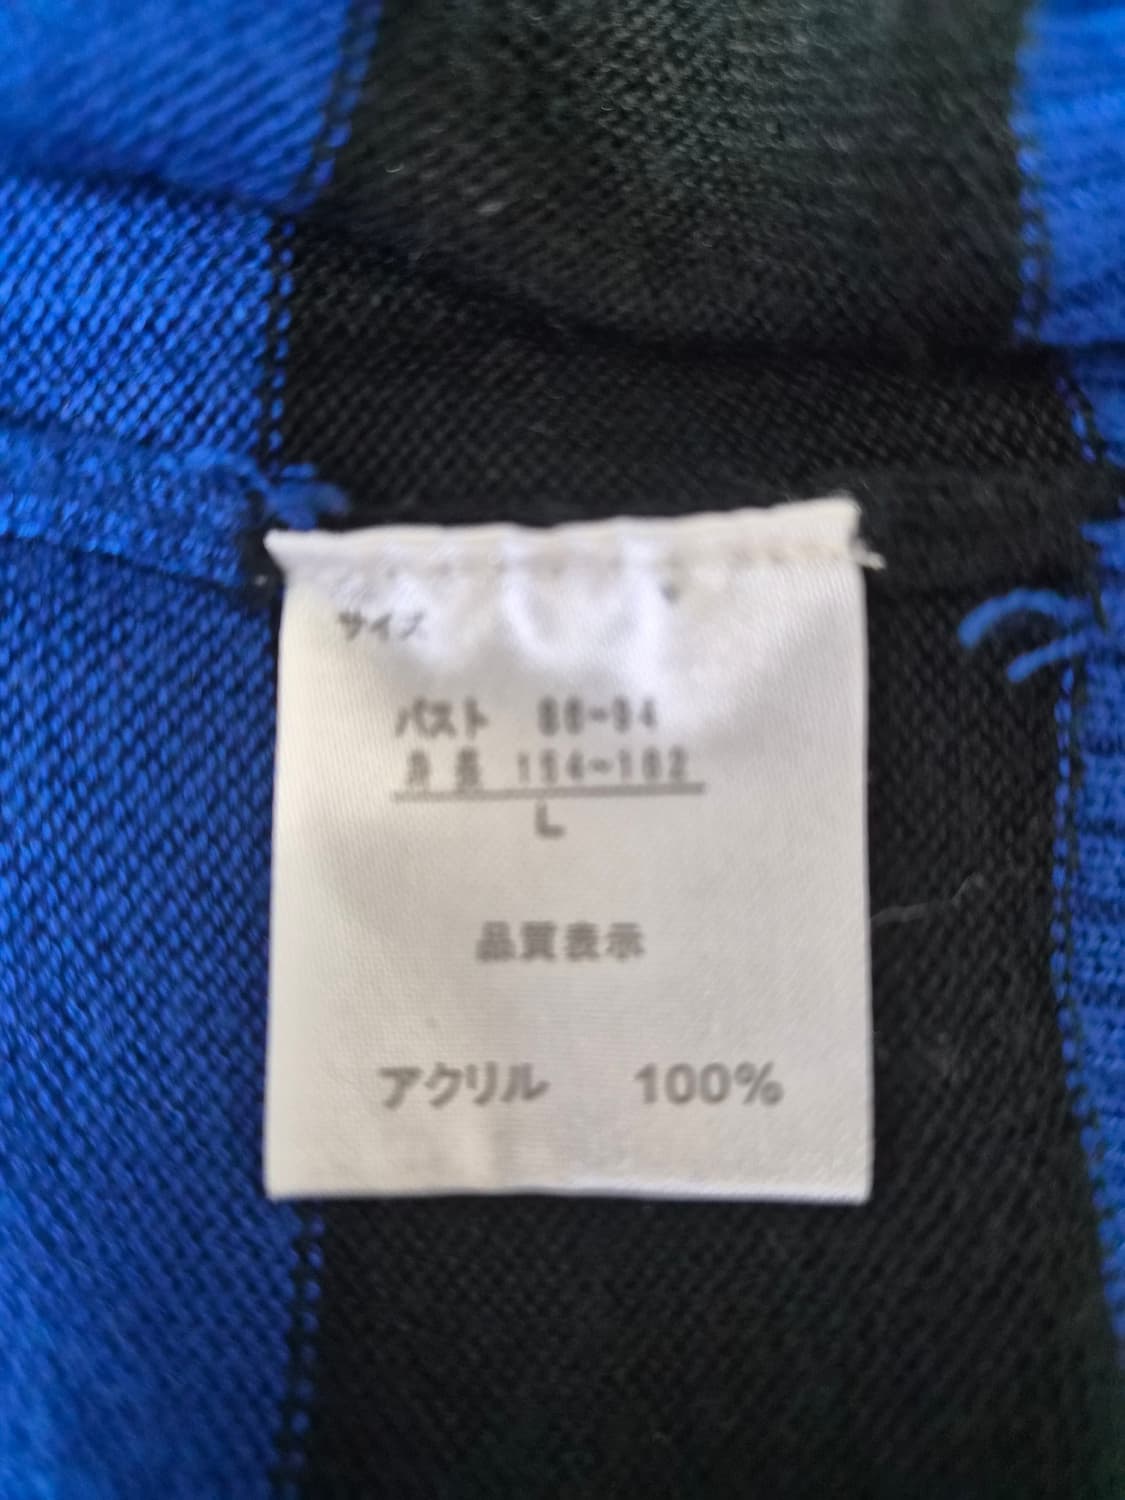 サイズ
バスト 86~94
身長 154~162
L
品質表示
アクリル 100%